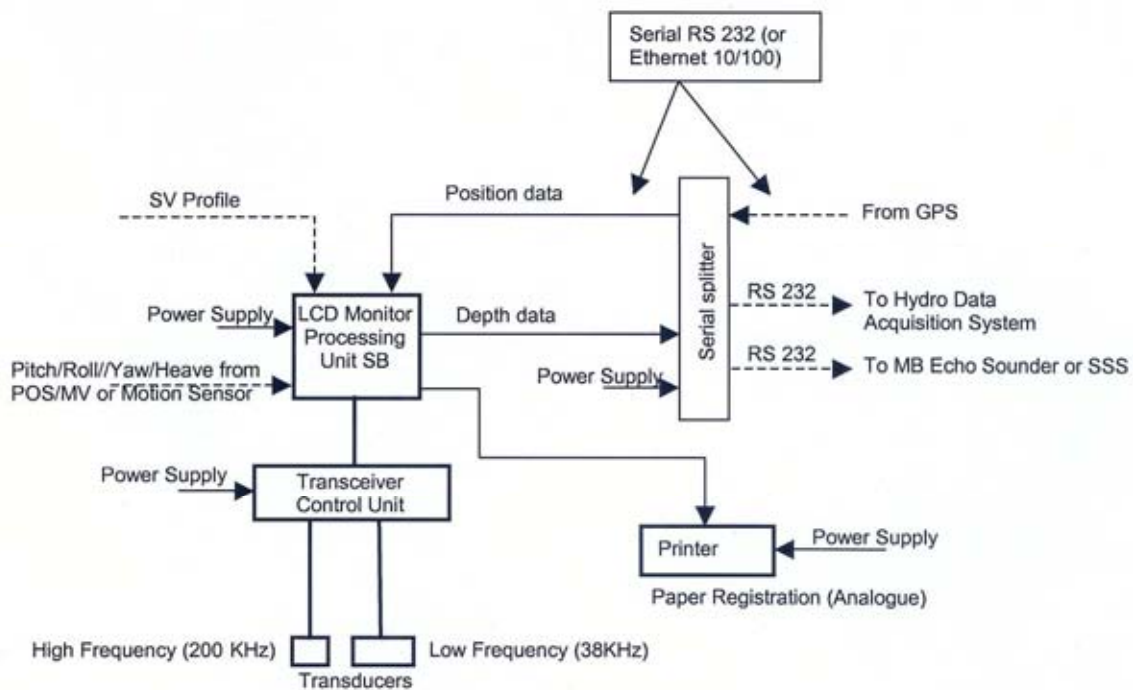 Serial RS 232 (or
Ethernet 10/100)
SV Profile
Position data
From GPS
Serial splitter
RS 232
To Hydro Data
Acquisition System
Power Supply
LCD Monitor
Processing
Unit SB
Depth data
RS 232
To MB Echo Sounder or SSS
Pitch/Roll//Yaw/Heave from
POS/MV or Motion Sensor
Power Supply
Power Supply
Transceiver
Control Unit
Printer
Power Supply
Paper Registration (Analogue)
High Frequency (200 KHz)
Low Frequency (38KHz)
Transducers